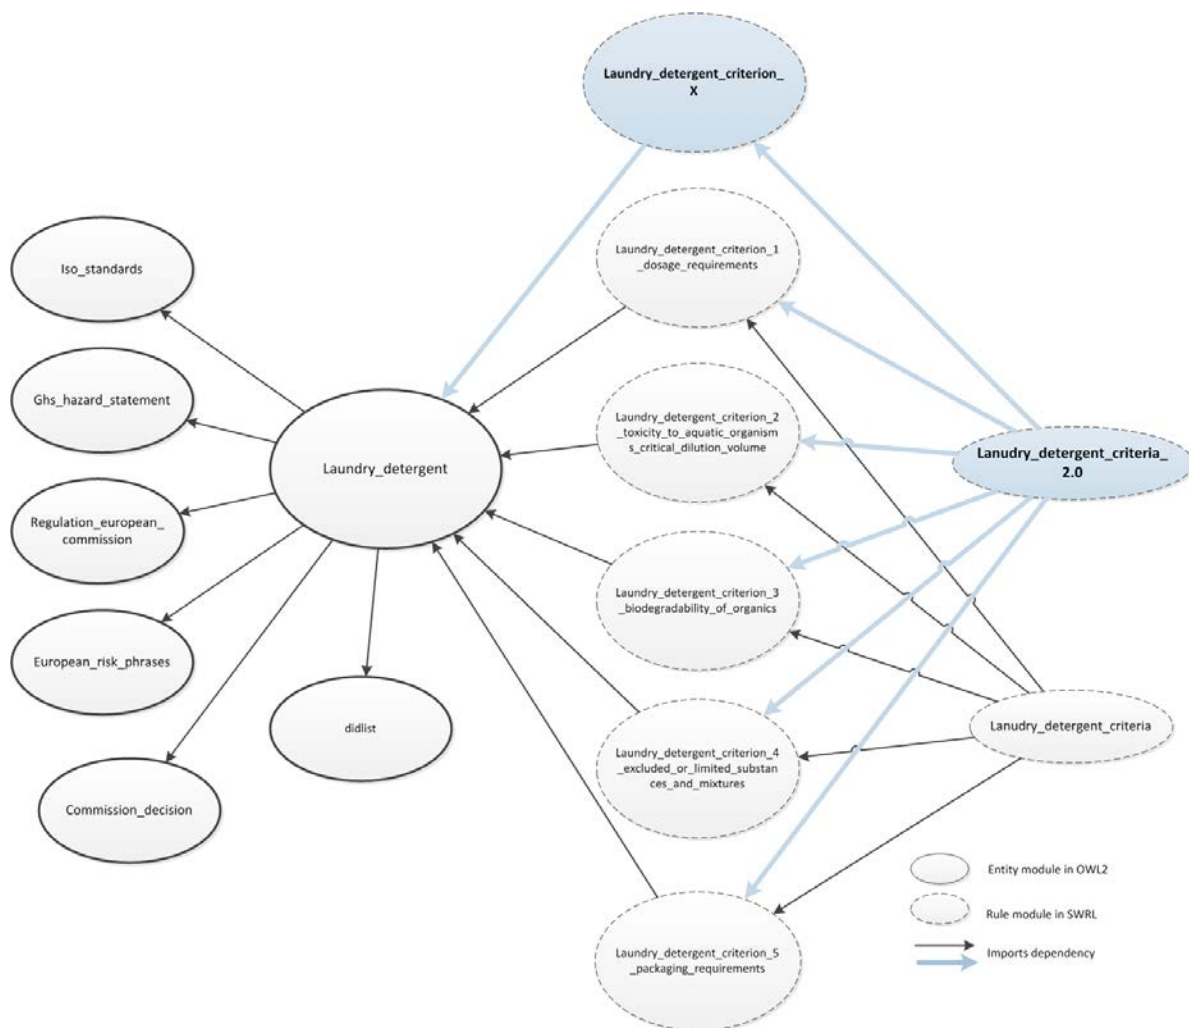 Laundry_detergent_criterion_
X
Laundry_detergent_criterion_1
_dosage_requirements
Iso_standards
Ghs_hazard_statement
Laundry_detergent_criterion_2
_toxicity_to_aquatic_organism
s_critical_dilution_volume
Laundry_detergent
Lanudry_detergent_criteria_
2.0
Regulation_european_
commission
Laundry_detergent_criterion_3
_biodegradability_of_organics
European_risk_phrases
didlist
Lanudry_detergent_criteria
Laundry_detergent_criterion_4
_excluded_or_limited_substan
ces_and_mixtures
Commission_decision
Entity module in OWL2
Rule module in SWRL
Imports dependency
Laundry_detergent_criterion_5
_packaging_requirements